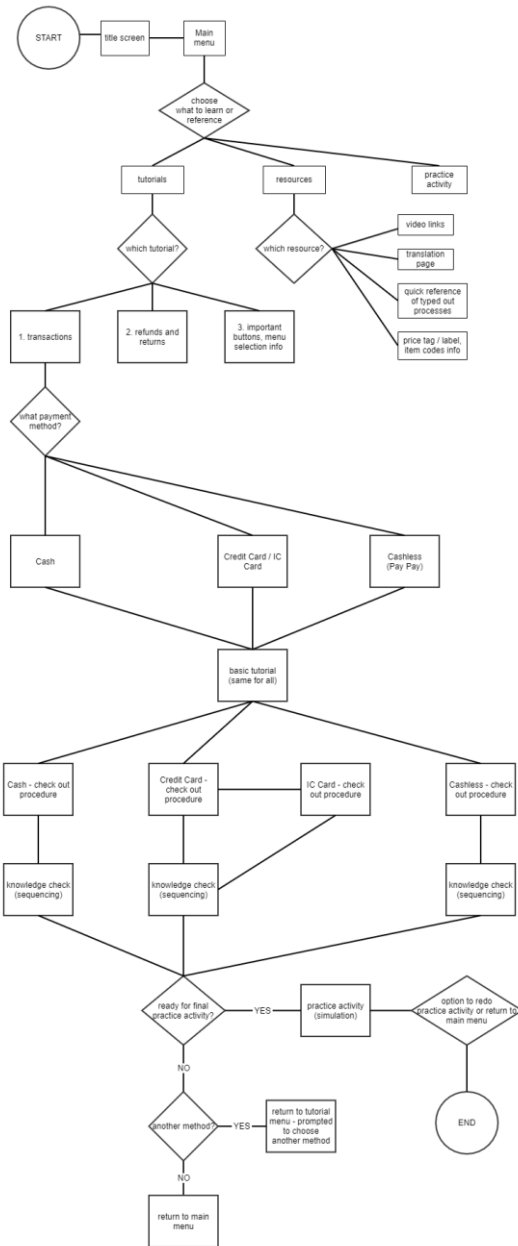 START
title screen
Main
menu
choose
what to learn or
reference
tutorials
resources
practice
activity
which tutorial?
which resource?
video links
translation
page
quick reference
of typed out
processes
price tag / label,
item codes info
1. transactions
2. refunds and
returns
3. important
buttons, menu
selection info
what payment
method?
Cash
Credit Card / IC
Card
Cashless
(Pay Pay)
basic tutorial
(same for all)
Cash - check out
procedure
Credit Card -
check out
procedure
IC Card - check
out procedure
Cashless - check
out procedure
knowledge check
(sequencing)
knowledge check
(sequencing)
knowledge check
(sequencing)
ready for final
practice activity?
YES
practice activity
(simulation)
option to redo
practice activity or return to
main menu
NO
another method?
YES
return to tutorial
menu - prompted
to choose
another method
END
NO
return to main
menu